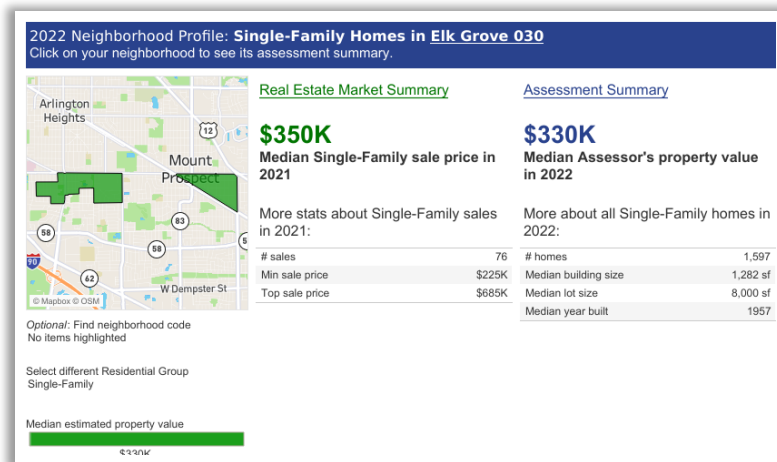 2022 Neighborhood Profile: Single-Family Homes in Elk Grove 030
Click on your neighborhood to see its assessment summary.
Arlington
Heights
12
Mount
Prospect
83
58
58
5
90
62
W Dempster St
© Mapbox © OSM
Optional: Find neighborhood code
No items highlighted
Select different Residential Group
Single-Family
Median estimated property value
$330K
Real Estate Market Summary
$350K
Median Single-Family sale price in
2021
More stats about Single-Family sales
in 2021:
# sales 76
Min sale price $225K
Top sale price $685K
Assessment Summary
$330K
Median Assessor's property value
in 2022
More about all Single-Family homes in
2022:
# homes 1,597
Median building size 1,282 sf
Median lot size 8,000 sf
Median year built 1957